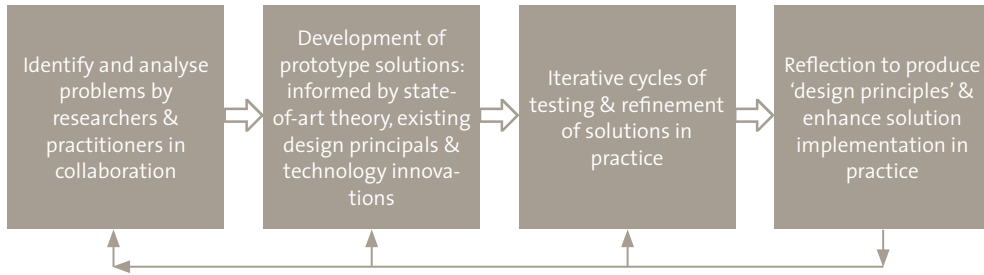 Identify and analyse
problems by
researchers &
practitioners in
collaboration
Development of
prototype solutions:
informed by state-
of-art theory, existing
design principals &
technology innova-
tions
Iterative cycles of
testing & refinement
of solutions in
practice
Reflection to produce
‘design principles’ &
enhance solution
implementation in
practice